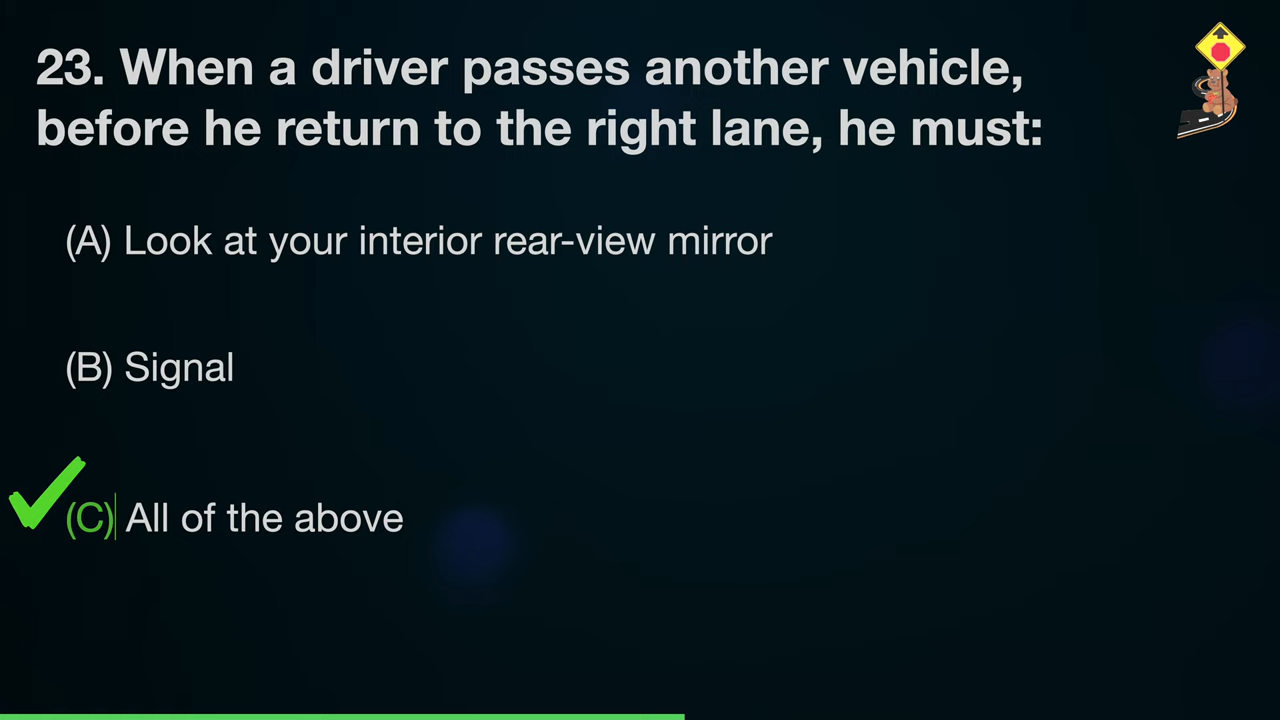 23. When a driver passes another vehicle,
before he return to the right lane, he must:
(A) Look at your interior rear-view mirror
(B) Signal
(C) All of the above